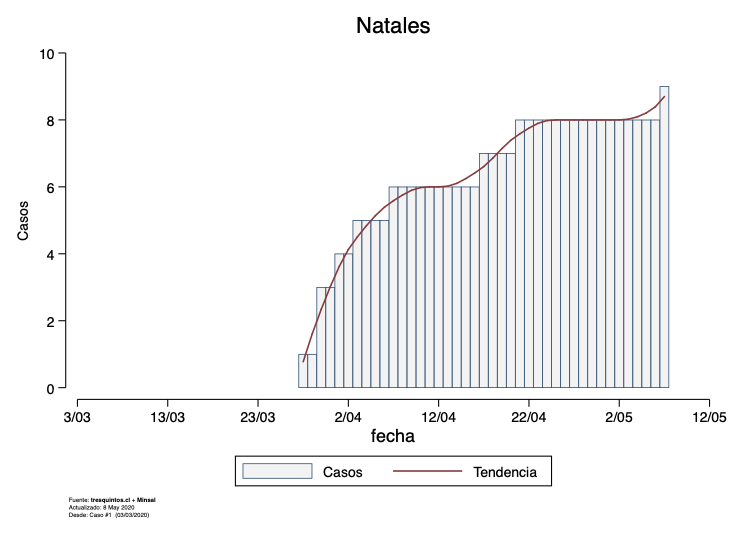 Natales
10
8
6
4
2
0
Casos
3/03 13/03 23/03 2/04 12/04 22/04 2/05 12/05
fecha
Casos Tendencia
Fuente: tresquintos.cl + Minsal
Actualizado: 8 May 2020
Desde: Caso #1 (03/03/2020)